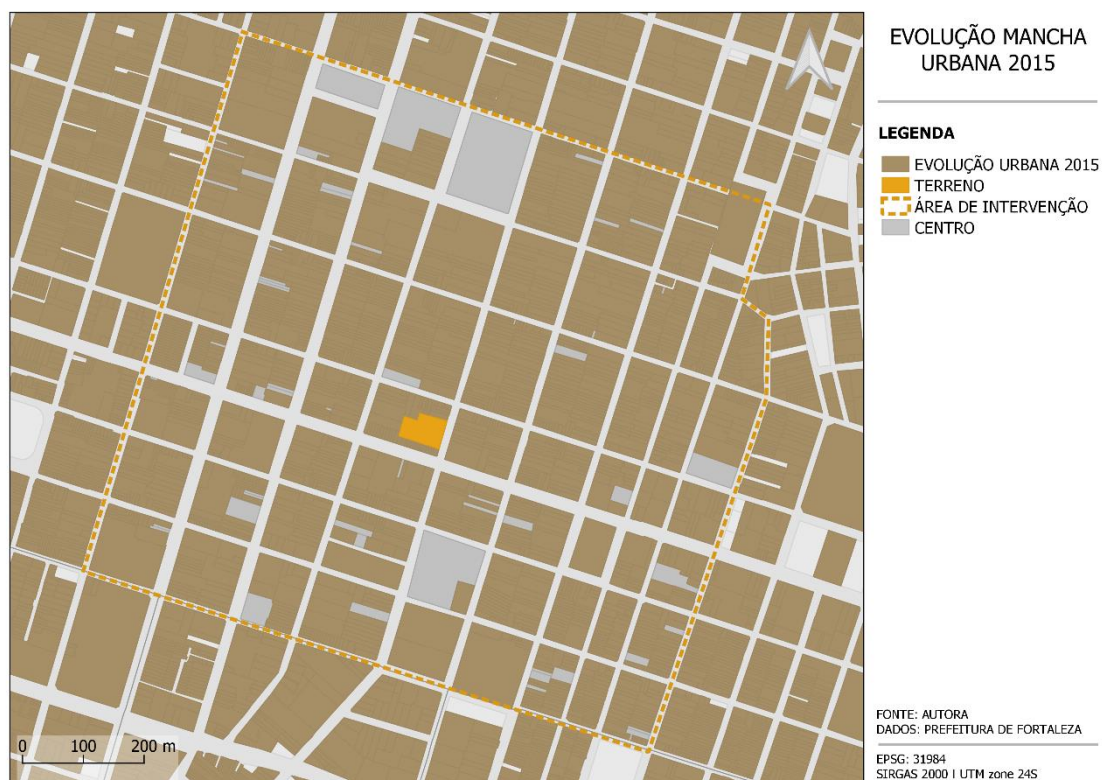 EVOLUÇÃO MANCHA
URBANA 2015
LEGENDA
EVOLUÇÃO URBANA 2015
TERRENO
ÁREA DE INTERVENÇÃO
CENTRO
0 100 200 m
FONTE: AUTORA
DADOS: PREFEITURA DE FORTALEZA
EPSG: 31984
SIRGAS 2000 | UTM zone 24S